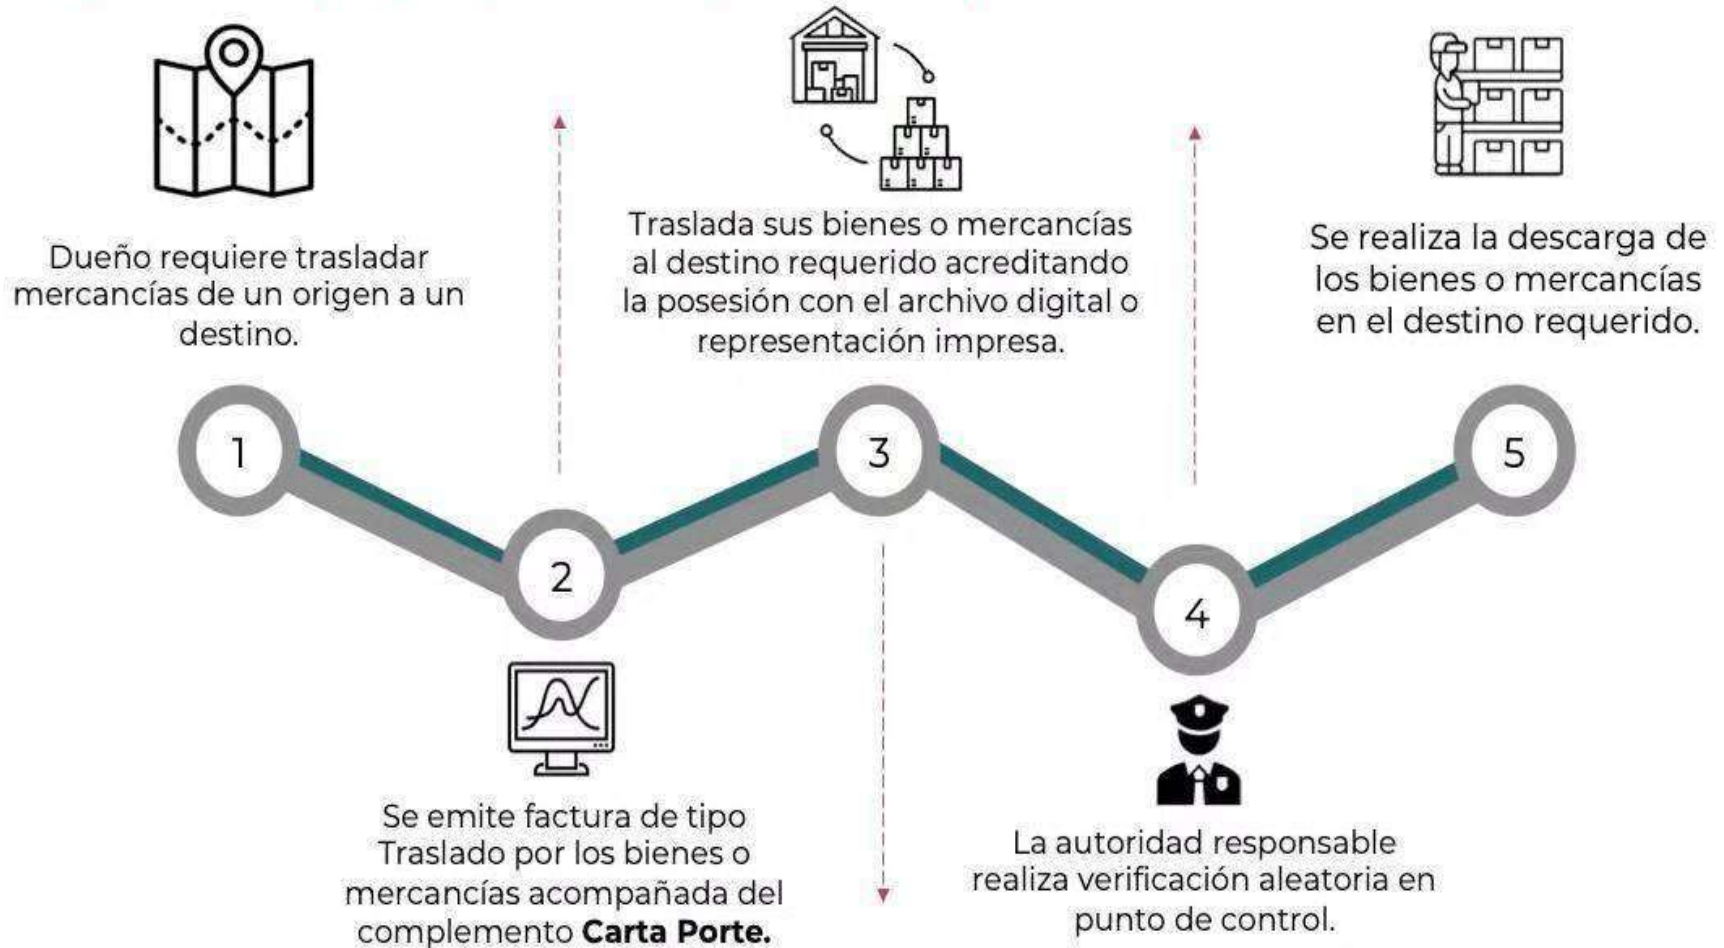 Dueño requiere trasladar
mercancías de un origen a un
destino.
1
Se emite factura de tipo
Traslado por los bienes o
mercancías acompañada del
complemento Carta Porte.
2
Traslada sus bienes o mercancías
al destino requerido acreditando
la posesión con el archivo digital o
representación impresa.
3
La autoridad responsable
realiza verificación aleatoria en
punto de control.
4
Se realiza la descarga de
los bienes o mercancías
en el destino requerido.
5